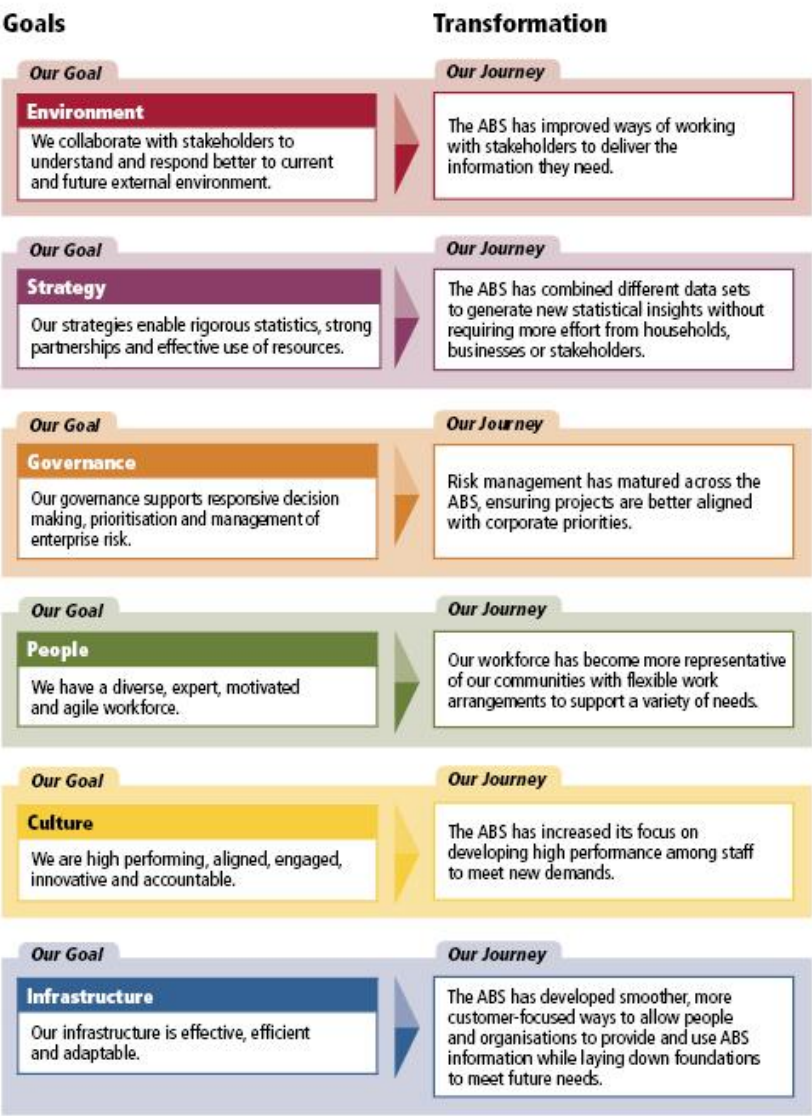 Goals
Transformation
Our Goal
Environment
We collaborate with stakeholders to
understand and respond better to current
and future external environment.
Our Journey
The ABS has improved ways of working
with stakeholders to deliver the
information they need.
Our Goal
Strategy
Our strategies enable rigorous statistics, strong
partnerships and effective use of resources.
Our Journey
The ABS has combined different data sets
to generate new statistical insights without
requiring more effort from households,
businesses or stakeholders.
Our Goal
Governance
Our governance supports responsive decision
making, prioritisation and management of
enterprise risk.
Our Journey
Risk management has matured across the
ABS, ensuring projects are better aligned
with corporate priorities.
Our Goal
People
We have a diverse, expert, motivated
and agile workforce.
Our Journey
Our workforce has become more representative
of our communities with flexible work
arrangements to support a variety of needs.
Our Goal
Culture
We are high performing, aligned, engaged,
innovative and accountable.
Our Journey
The ABS has increased its focus on
developing high performance among staff
to meet new demands.
Our Goal
Infrastructure
Our infrastructure is effective, efficient
and adaptable.
Our Journey
The ABS has developed smoother, more
customer-focused ways to allow people
and organisations to provide and use ABS
information while laying down foundations
to meet future needs.